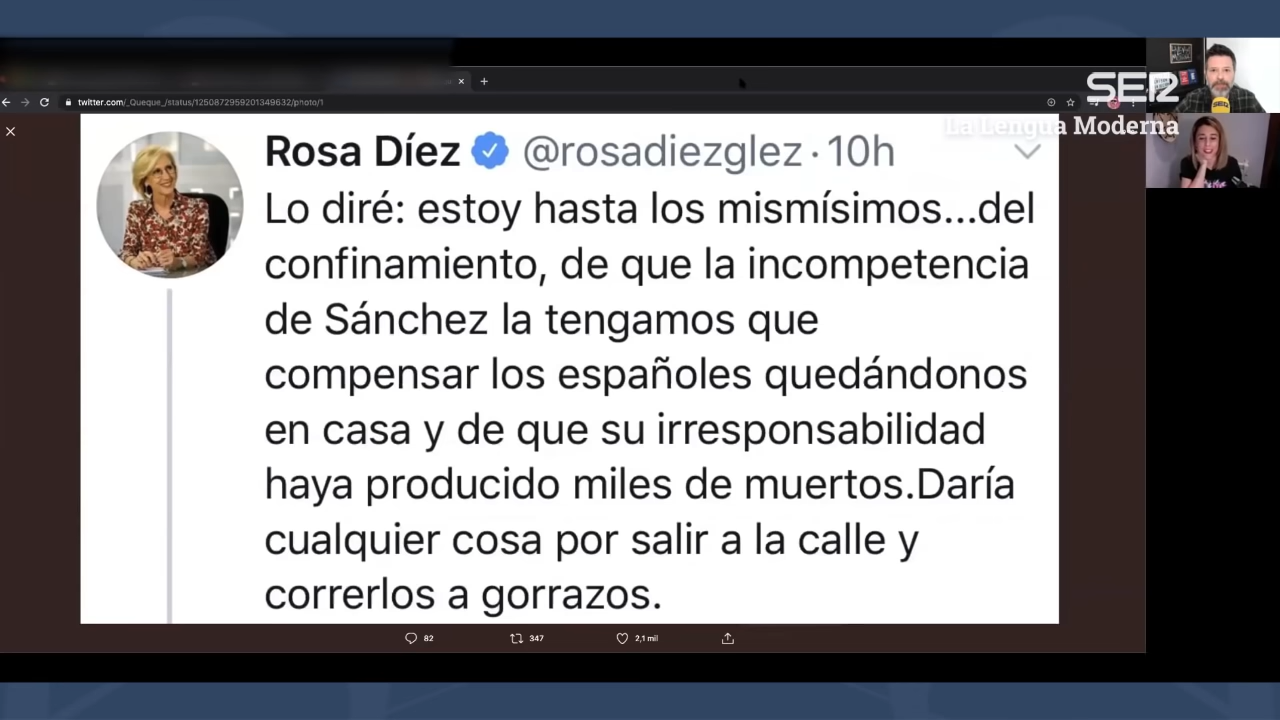 twitter.com/_Queque_/status/1250872959201349632/photo/1
SER
La Lengua Moderna
Rosa Díez @rosadiezglez · 10h
Lo diré: estoy hasta los mismísimos...del
confinamiento, de que la incompetencia
de Sánchez la tengamos que
compensar los españoles quedándonos
en casa y de que su irresponsabilidad
haya producido miles de muertos.Daría
cualquier cosa por salir a la calle y
correrlos a gorrazos.
82
347
2,1 mil